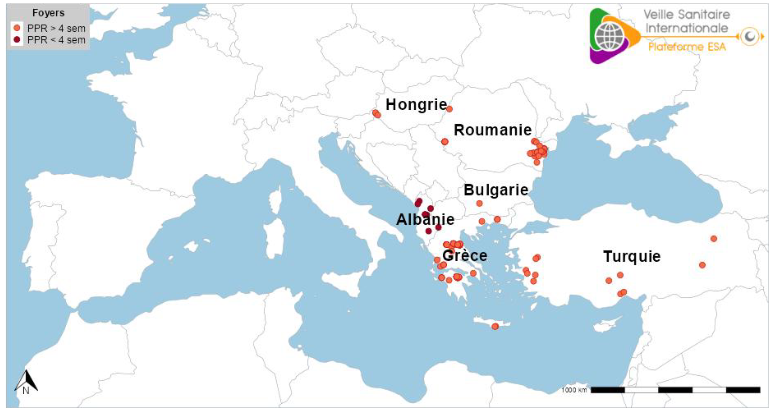 Foyers
PPR > 4 sem
PPR < 4 sem
Veille Sanitaire
Internationale
Plateforme ESA
Hongrie
Roumanie
Bulgarie
Albanie
Grèce
Turquie
N
1000 km